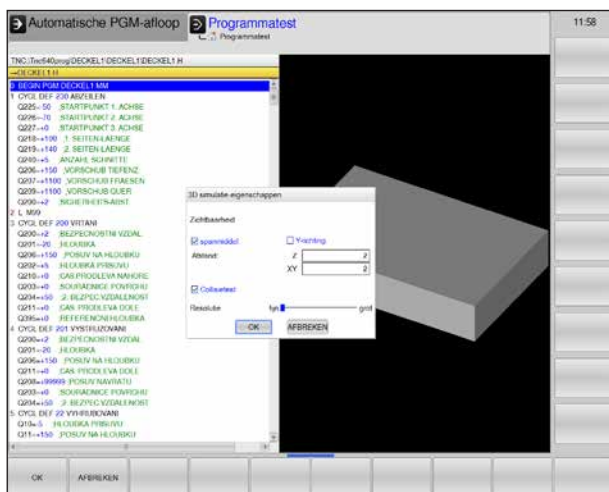 Automatische PGM-afloop
Programmatest
Programmatest
11:58
TNC:\Tnc640prog\DECKEL1\DECKEL1\DECKEL1.H
→DECKEL1.H
0 BEGIN PGM DECKEL1 MM
1 CYCL DEF 230 ABZEILEN
Q225=-50 ;STARTPUNKT 1. ACHSE
Q226=-70 ;STARTPUNKT 2. ACHSE
Q227=+0 ;STARTPUNKT 3. ACHSE
Q218=+100 ;1. SEITEN-LAENGE
Q219=+140 ;2. SEITEN-LAENGE
Q240=+5 ;ANZAHL SCHNITTE
Q206=+150 ;VORSCHUB TIEFENZ.
Q207=+1100 ;VORSCHUB FRAESEN
Q209=+1100 ;VORSCHUB QUER
Q200=+2 ;SICHERHEITS-ABST.
2 L M99
3 CYCL DEF 200 VRTANI
Q200=+2 ;BEZPECNOSTNI VZDAL.
Q201=-20 ;HLOUBKA
Q206=+150 ;POSUV NA HLOUBKU
Q202=+5 ;HLOUBKA PRISUVU
Q210=+0 ;CAS.PRODLEVA NAHORE
Q203=+0 ;SOURADNICE POVRCHU
Q204=+50 ;2. BEZPEC.VZDALENOST
Q211=+0 ;CAS. PRODLEVA DOLE
Q395=+0 ;REFERENCNI HLOUBKA
4 CYCL DEF 201 VYSTRUZOVANI
Q200=+2 ;BEZPECNOSTNI VZDAL.
Q201=-20 ;HLOUBKA
Q206=+150 ;POSUV NA HLOUBKU
Q211=+0 ;CAS. PRODLEVA DOLE
Q208=+99999 ;POSUV NAVRATU
Q203=+0 ;SOURADNICE POVRCHU
Q204=+50 ;2. BEZPEC.VZDALENOST
5 CYCL DEF 22 VYHRUBOVANI
Q10=-5 ;HLOUBKA PRISUVU
Q11=+150 ;POSUV NA HLOUBKU
3D simulatie-eigenschappen
Zichtbaarheid
spanmiddel
Y-richting
Afstand:
Z 2
XY 2
Collisietest
Resolutie
fijn
grof
OK
AFBREKEN
OK
AFBREKEN